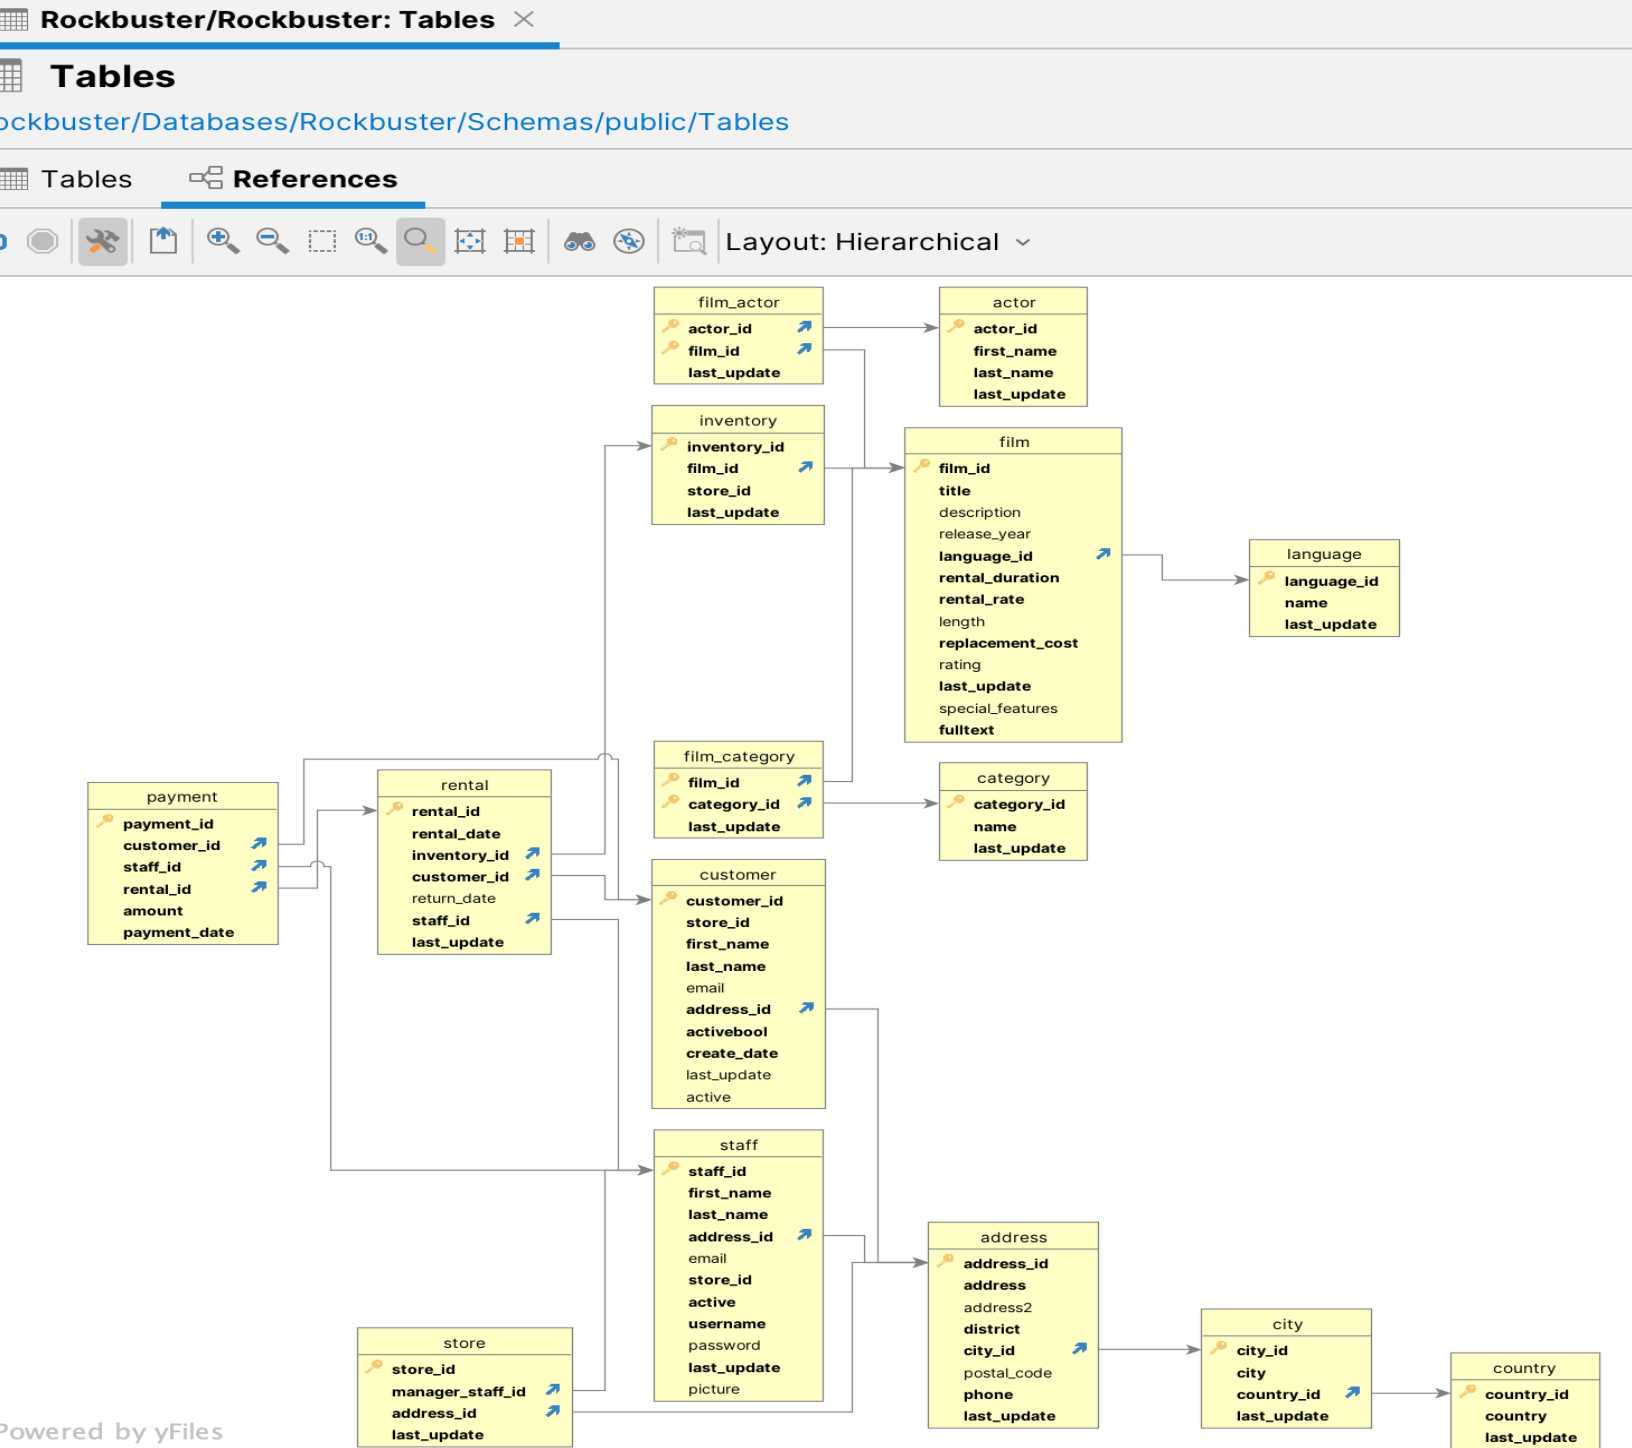 Rockbuster/Rockbuster: Tables
Tables
ockbuster/Databases/Rockbuster/Schemas/public/Tables
Tables
References
1:1
Layout: Hierarchical
film_actor
actor_id
film_id
last_update
actor
actor_id
first_name
last_name
last_update
inventory
inventory_id
film_id
store_id
last_update
film
film_id
title
description
release_year
language_id
rental_duration
rental_rate
length
replacement_cost
rating
last_update
special_features
fulltext
language
language_id
name
last_update
film_category
film_id
category_id
last_update
category
category_id
name
last_update
payment
payment_id
customer_id
staff_id
rental_id
amount
payment_date
rental
rental_id
rental_date
inventory_id
customer_id
return_date
staff_id
last_update
customer
customer_id
store_id
first_name
last_name
email
address_id
activebool
create_date
last_update
active
staff
staff_id
first_name
last_name
address_id
email
store_id
active
username
password
last_update
picture
store
store_id
manager_staff_id
address_id
last_update
address
address_id
address
address2
district
city_id
postal_code
phone
last_update
city
city_id
city
country_id
last_update
country
country_id
country
last_update
Powered by yFiles